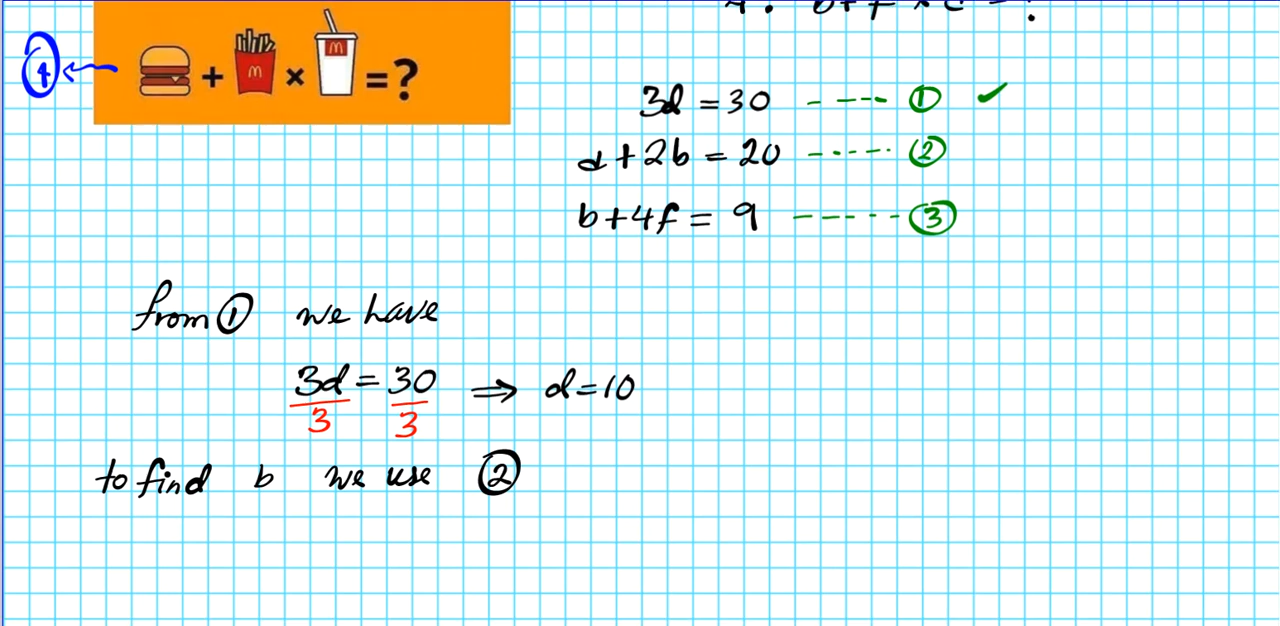 ④ ← + × = ?
3d = 30 ---- ① ✓
d + 2b = 20 ----- ②
b + 4f = 9 ----- ③
from ① we have
3d/3 = 30/3 ⇒ d = 10
to find b we use ②